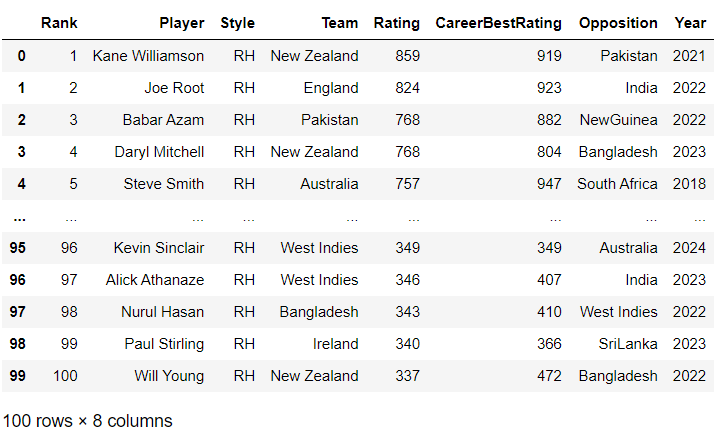 Rank Player Style Team Rating CareerBestRating Opposition Year
0 1 Kane Williamson RH New Zealand 859 919 Pakistan 2021
1 2 Joe Root RH England 824 923 India 2022
2 3 Babar Azam RH Pakistan 768 882 NewGuinea 2022
3 4 Daryl Mitchell RH New Zealand 768 804 Bangladesh 2023
4 5 Steve Smith RH Australia 757 947 South Africa 2018
... ... ... ... ... ... ... ... ...
95 96 Kevin Sinclair RH West Indies 349 349 Australia 2024
96 97 Alick Athanaze RH West Indies 346 407 India 2023
97 98 Nurul Hasan RH Bangladesh 343 410 West Indies 2022
98 99 Paul Stirling RH Ireland 340 366 SriLanka 2023
99 100 Will Young RH New Zealand 337 472 Bangladesh 2022
100 rows × 8 columns